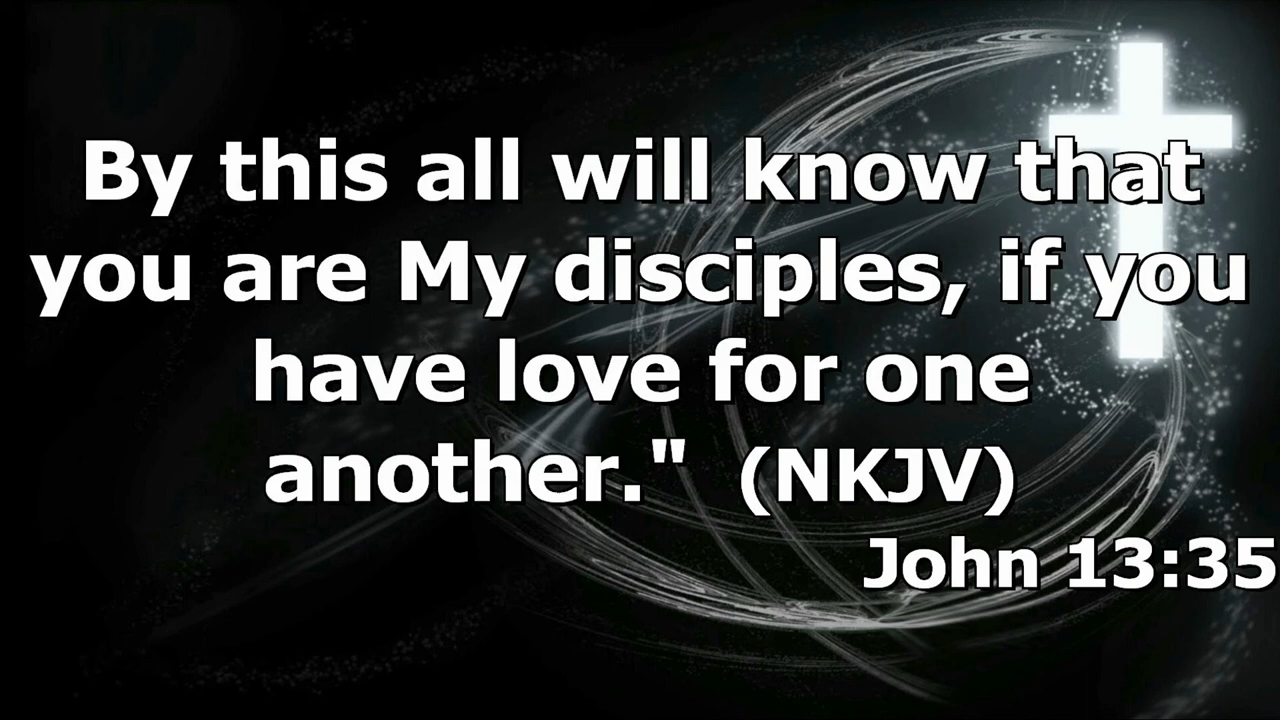 By this all will know that
you are My disciples, if you
have love for one
another." (NKJV)
John 13:35